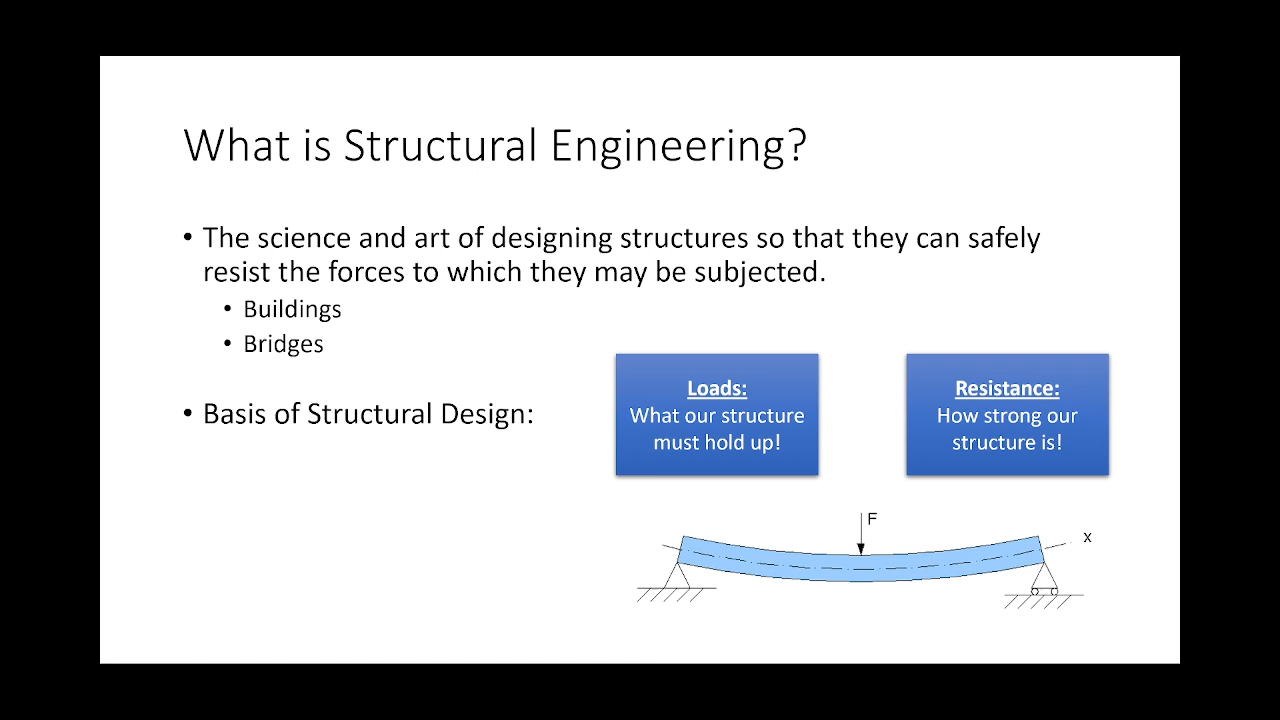 What is Structural Engineering?
• The science and art of designing structures so that they can safely
resist the forces to which they may be subjected.
• Buildings
• Bridges
• Basis of Structural Design:
Loads:
What our structure
must hold up!
Resistance:
How strong our
structure is!
F
x